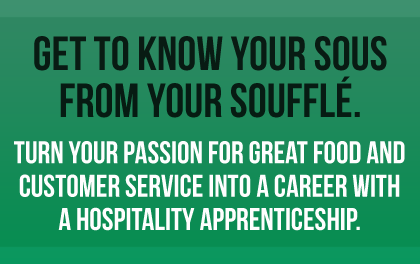 GET TO KNOW YOUR SOUS
FROM YOUR SOUFFLÉ.
TURN YOUR PASSION FOR GREAT FOOD AND
CUSTOMER SERVICE INTO A CAREER WITH
A HOSPITALITY APPRENTICESHIP.